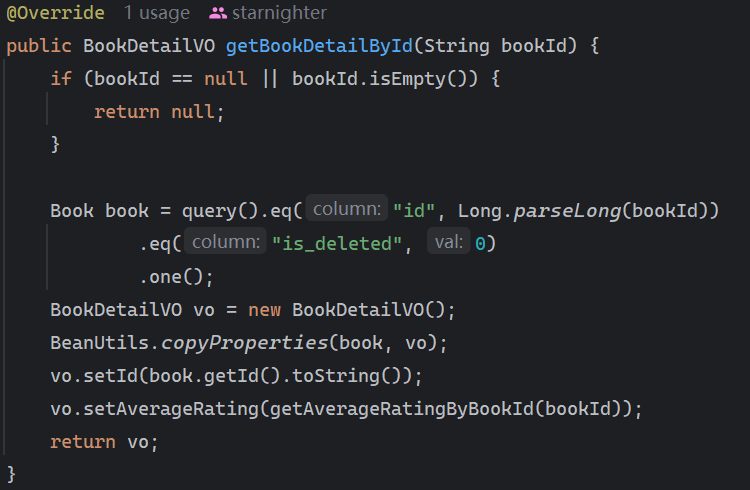 @Override 1 usage starnighter
public BookDetailVO getBookDetailById(String bookId) {
    if (bookId == null || bookId.isEmpty()) {
        return null;
    }

    Book book = query().eq( column: "id", Long.parseLong(bookId))
            .eq( column: "is_deleted", val: 0)
            .one();
    BookDetailVO vo = new BookDetailVO();
    BeanUtils.copyProperties(book, vo);
    vo.setId(book.getId().toString());
    vo.setAverageRating(getAverageRatingByBookId(bookId));
    return vo;
}